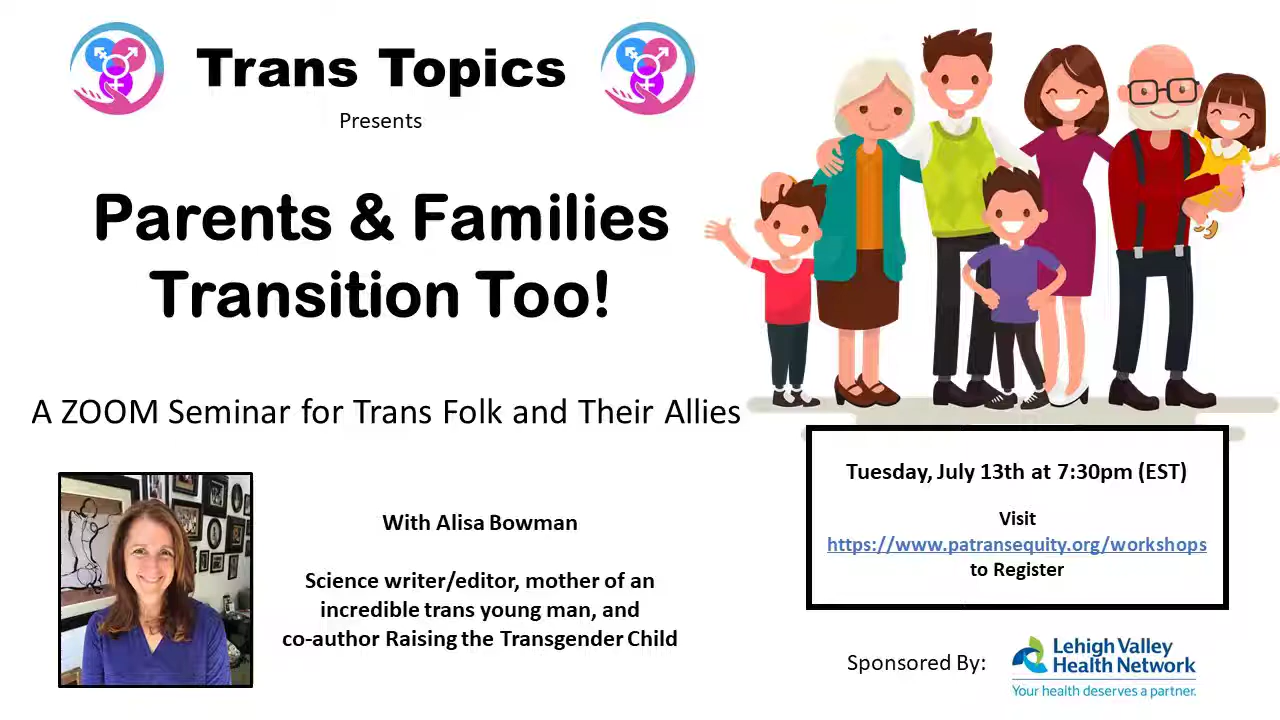 Trans Topics
Presents
Parents & Families
Transition Too!
A ZOOM Seminar for Trans Folk and Their Allies
With Alisa Bowman
Science writer/editor, mother of an
incredible trans young man, and
co-author Raising the Transgender Child
Tuesday, July 13th at 7:30pm (EST)
Visit
https://www.patransequity.org/workshops
to Register
Sponsored By:
Lehigh Valley
Health Network
Your health deserves a partner.